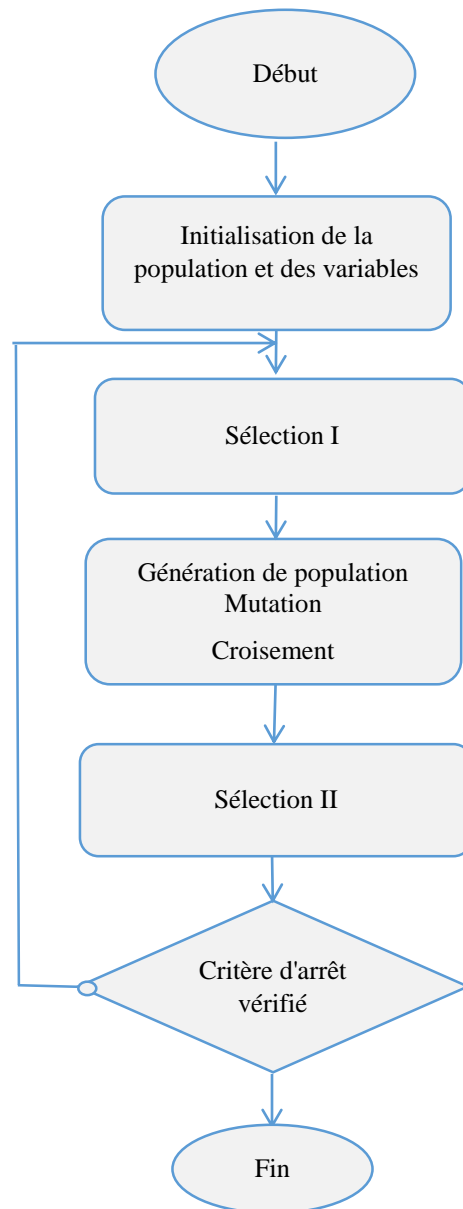 Début
Initialisation de la
population et des variables
Sélection I
Génération de population
Mutation
Croisement
Sélection II
Critère d'arrêt
vérifié
Fin